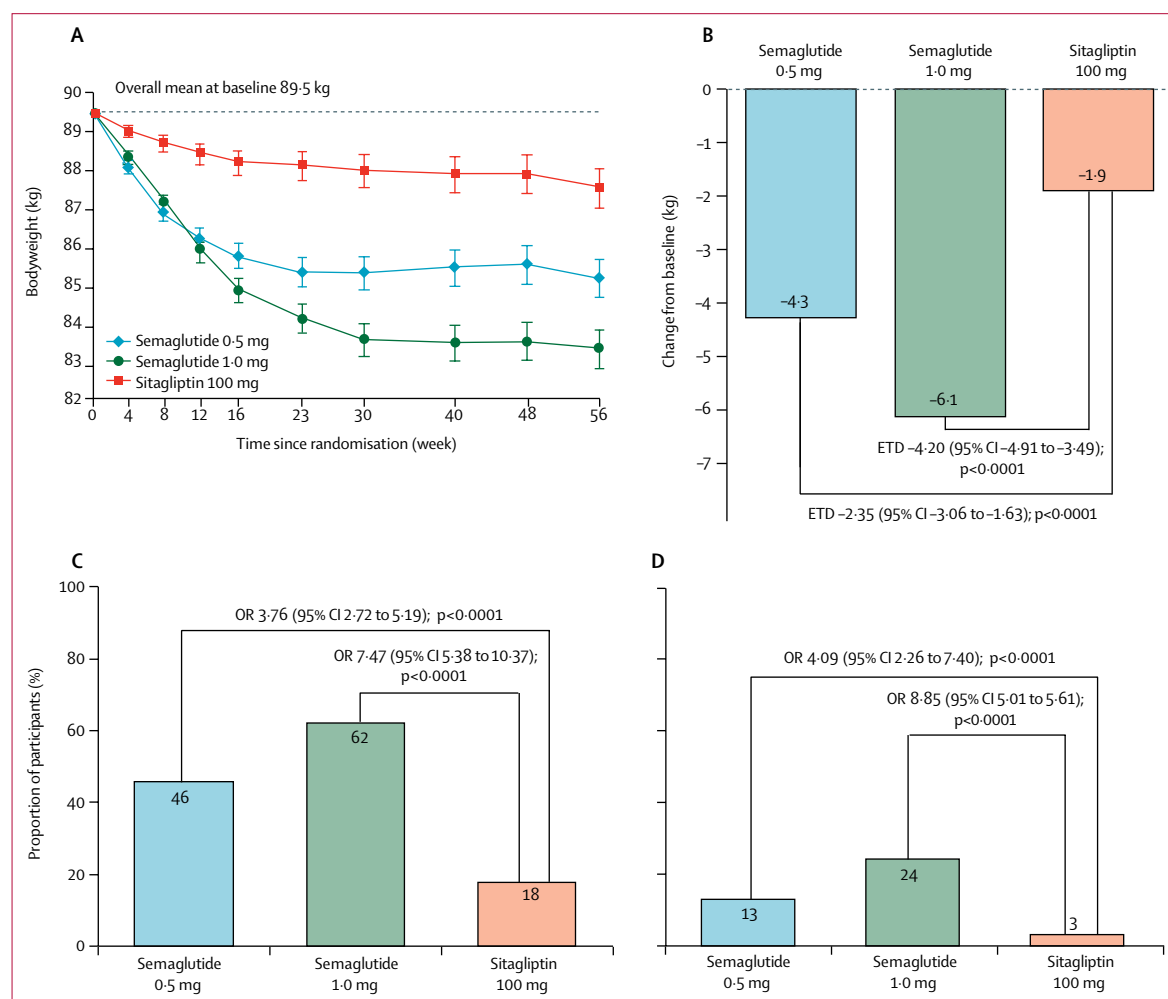 A
Overall mean at baseline 89·5 kg
90
89
88
87
86
85
84
83
82
Bodyweight (kg)
Semaglutide 0·5 mg
Semaglutide 1·0 mg
Sitagliptin 100 mg
0 4 8 12 16 23 30 40 48 56
Time since randomisation (week)
B
Semaglutide Semaglutide Sitagliptin
0·5 mg 1·0 mg 100 mg
0
–1
–2
–3
–4
–5
–6
–7
Change from baseline (kg)
–1·9
–4·3
–6·1
ETD –4·20 (95% CI –4·91 to –3·49);
p<0·0001
ETD –2·35 (95% CI –3·06 to –1·63); p<0·0001
C
100
80
60
40
20
0
Proportion of participants (%)
OR 3·76 (95% CI 2·72 to 5·19); p<0·0001
OR 7·47 (95% CI 5·38 to 10·37);
p<0·0001
46
62
18
Semaglutide Semaglutide Sitagliptin
0·5 mg 1·0 mg 100 mg
D
OR 4·09 (95% CI 2·26 to 7·40); p<0·0001
OR 8·85 (95% CI 5·01 to 5·61);
p<0·0001
13
24
3
Semaglutide Semaglutide Sitagliptin
0·5 mg 1·0 mg 100 mg